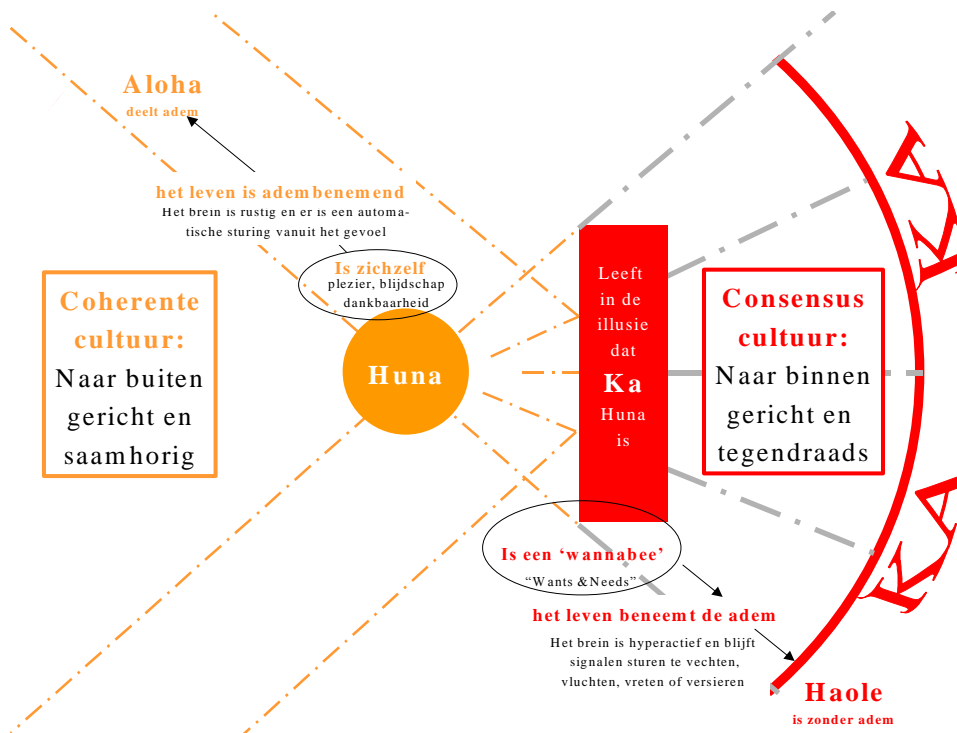 Aloha
deelt adem
het leven is adembenemend
Het brein is rustig en er is een automa-
tische sturing vanuit het gevoel
Is zichzelf
plezier, blijdschap
dankbaarheid
Coherente
cultuur:
Naar buiten
gericht en
saamhorig
Huna
Leeft
in de
illusie
dat
Ka
Huna
is
Consensus
cultuur:
Naar binnen
gericht en
tegendraads
KA
KA
Is een ‘wannabee’
“Wants & Needs”
het leven beneemt de adem
Het brein is hyperactief en blijft
signalen sturen te vechten,
vluchten, vreten of versieren
Haole
is zonder adem